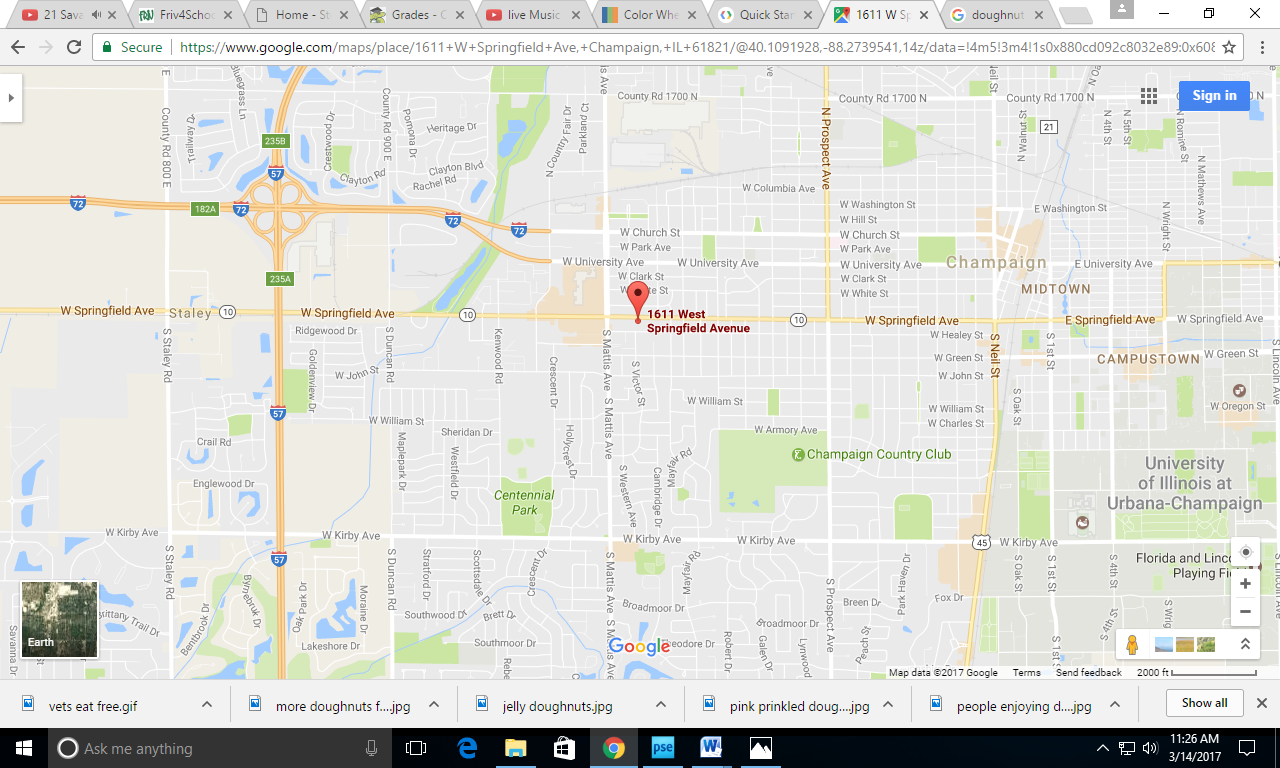 21 Sava
Friv4Schoo
Home - St
Grades - C
live Music
Color Whe
Quick Star
1611 W Sp
doughnut
Secure
https://www.google.com/maps/place/1611+W+Springfield+Ave,+Champaign,+IL+61821/@40.1091928,-88.2739541,14z/data=!4m5!3m4!1s0x880cd092c8032e89:0x608
Sign in
County Rd 1700 N
County Rd 1700 N
County Rd 1700 N
Bluegrass Ln
Trailway
County Rd 800 E
Sawgrass
County Rd 900 E
Romona
Heritage Dr
Clayton Blvd
Clayton Rd
Rachel Rd
N County Fair Dr
Parkland Ct
N Mattis Ave
N Prospect Ave
N Neil St
N Walnut
21
N 4th St
N 5th St
N Romine
N Mathews Ave
N Wright St
235B
57
72
182A
72
72
72
235A
W Columbia Ave
W Washington St
E Washington St
W Hill St
W Church St
W Church St
W Park Ave
W Park Ave
W University Ave
W University Ave
W University Ave
E University Ave
Champaign
W Clark St
W Clark St
W White St
MIDTOWN
W Springfield Ave
Staley
10
W Springfield Ave
10
1611 West
Springfield Avenue
10
W Springfield Ave
E Springfield Ave
W Springfield Ave
Ridgewood Dr
W Healey St
W Green St
CAMPUSTOWN
W Green St
W John St
W John St
S Staley Rd
Goldenview Dr
S Duncan Rd
Kenwood Rd
Crescent Dr
S Mattis Ave
S Victor St
S Neil St
S 1st St
S Lincoln Ave
57
W William St
W William St
W William St
W Charles St
S Oak St
W Oregon St
Crail Rd
Sheridan Dr
W Armory Ave
Champaign Country Club
Maplepark Dr
Westfield Dr
Holycrest Dr
S Mattis Ave
S Western Ave
Cambridge Dr
Mayfair Rd
Englewood Dr
Centennial
Park
University
of Illinois at
Urbana-Champaign
W Kirby Ave
W Kirby Ave
W Kirby Ave
45
W Kirby Ave
57
Florida and Linco
Playing Fi
S Staley Rd
Bentbrook Dr
Byrnebruk
Oak Park Dr
Moraine Dr
S Duncan Rd
Stratford Dr
Scottsdale Dr
Crescent Dr
S Mattis Ave
Mayfair Rd
S Prospect Ave
Park Haven Dr
S Oak St
S 1st St
S 4th St
Southwood Dr
Brett Dr
Broadmoor Dr
Breen Dr
Fox Dr
Broadmoor Dr
Southmoor Dr
Lakeshore Dr
Robert Dr
Galen Dr
Lynwood
Peach St
S 4th St
S 1st St
Savanna Dr
Earth
Google
Map data ©2017 Google
Terms
Send feedback
2000 ft
vets eat free.gif
more doughnuts f....jpg
jelly doughnuts.jpg
pink prinkled doug....jpg
people enjoying d....jpg
Show all
Ask me anything
pse
11:26 AM
3/14/2017